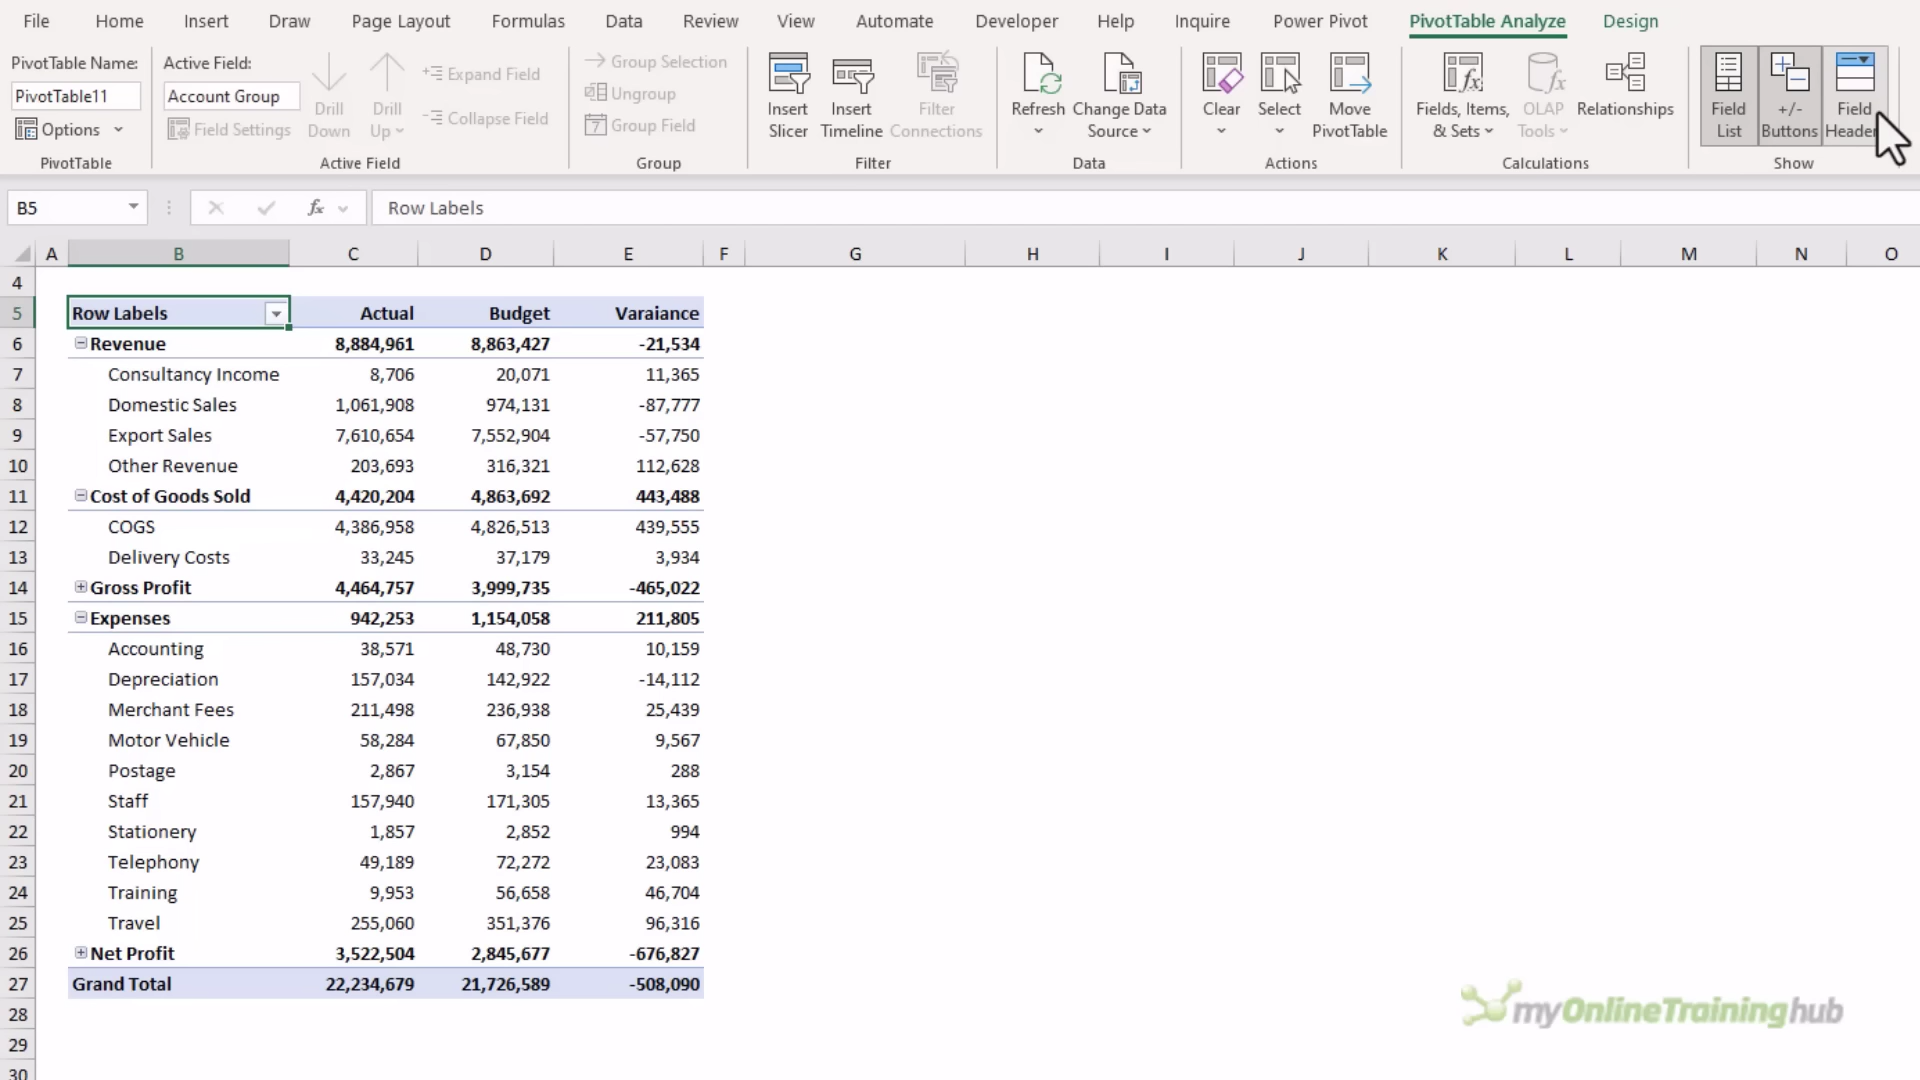 File Home Insert Draw Page Layout Formulas Data Review View Automate Developer Help Inquire Power Pivot PivotTable Analyze Design
PivotTable Name:
PivotTable11
Options
PivotTable
Active Field:
Account Group
Field Settings
Drill Down
Drill Up
Expand Field
Collapse Field
Active Field
Group Selection
Ungroup
7 Group Field
Group
Insert Slicer
Insert Timeline
Filter Connections
Filter
Refresh
Change Data Source
Data
Clear
Select
Move PivotTable
Actions
Fields, Items, & Sets
OLAP Tools
Relationships
Calculations
Field List
+/- Buttons
Field Header
Show
B5 fx Row Labels
A B C D E F G H I J K L M N O
4
5 Row Labels Actual Budget Varaiance
6 Revenue 8,884,961 8,863,427 -21,534
7 Consultancy Income 8,706 20,071 11,365
8 Domestic Sales 1,061,908 974,131 -87,777
9 Export Sales 7,610,654 7,552,904 -57,750
10 Other Revenue 203,693 316,321 112,628
11 Cost of Goods Sold 4,420,204 4,863,692 443,488
12 COGS 4,386,958 4,826,513 439,555
13 Delivery Costs 33,245 37,179 3,934
14 Gross Profit 4,464,757 3,999,735 -465,022
15 Expenses 942,253 1,154,058 211,805
16 Accounting 38,571 48,730 10,159
17 Depreciation 157,034 142,922 -14,112
18 Merchant Fees 211,498 236,938 25,439
19 Motor Vehicle 58,284 67,850 9,567
20 Postage 2,867 3,154 288
21 Staff 157,940 171,305 13,365
22 Stationery 1,857 2,852 994
23 Telephony 49,189 72,272 23,083
24 Training 9,953 56,658 46,704
25 Travel 255,060 351,376 96,316
26 Net Profit 3,522,504 2,845,677 -676,827
27 Grand Total 22,234,679 21,726,589 -508,090
28
29
30
myOnlineTraininghub